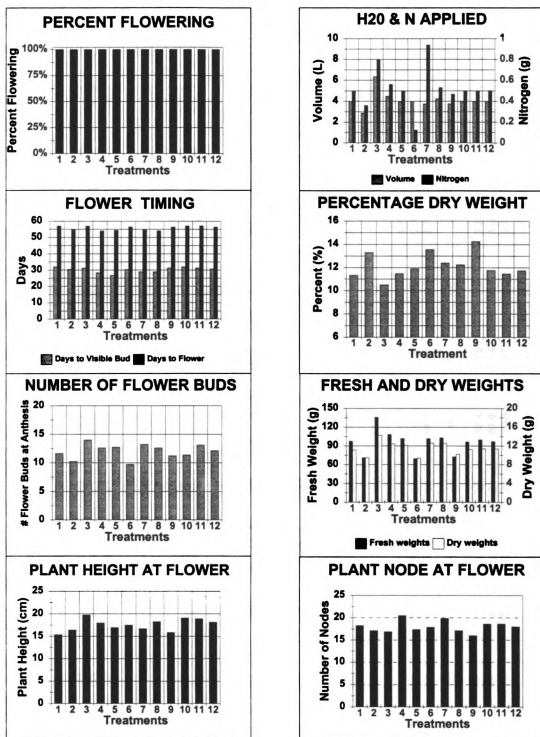 PERCENT FLOWERING
Percent Flowering
100%
75%
50%
25%
0%
1 2 3 4 5 6 7 8 9 10 11 12
Treatments
H20 & N APPLIED
Volume (L)
10
8
6
4
2
0
Nitrogen (g)
1
0.8
0.6
0.4
0.2
0
1 2 3 4 5 6 7 8 9 10 11 12
Treatments
Volume Nitrogen
FLOWER TIMING
Days
60
50
40
30
20
10
0
1 2 3 4 5 6 7 8 9 10 11 12
Treatments
Days to Visible Bud Days to Flower
PERCENTAGE DRY WEIGHT
Percent (%)
16
14
12
10
8
6
1 2 3 4 5 6 7 8 9 10 11 12
Treatment
NUMBER OF FLOWER BUDS
# Flower Buds at Anthesis
20
15
10
5
0
1 2 3 4 5 6 7 8 9 10 11 12
Treatments
FRESH AND DRY WEIGHTS
Fresh Weight (g)
150
120
90
60
30
0
Dry Weight (g)
20
16
12
8
4
0
1 2 3 4 5 6 7 8 9 10 11 12
Treatments
Fresh weights Dry weights
PLANT HEIGHT AT FLOWER
Plant Height (cm)
25
20
15
10
5
0
1 2 3 4 5 6 7 8 9 10 11 12
Treatments
PLANT NODE AT FLOWER
Number of Nodes
25
20
15
10
5
0
1 2 3 4 5 6 7 8 9 10 11 12
Treatments